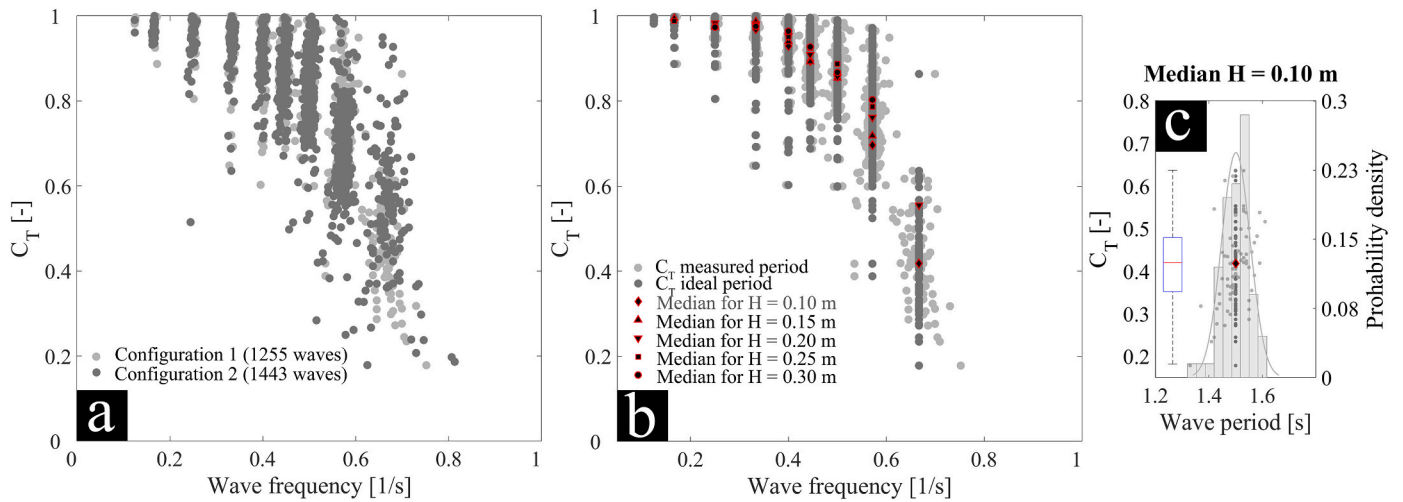 1
0.8
0.6
0.4
0.2
0
C_T [-]
Configuration 1 (1255 waves)
Configuration 2 (1443 waves)
a
0
0.2
0.4
0.6
0.8
1
Wave frequency [1/s]
1
0.8
0.6
0.4
0.2
0
C_T [-]
C_T measured period
C_T ideal period
Median for H = 0.10 m
Median for H = 0.15 m
Median for H = 0.20 m
Median for H = 0.25 m
Median for H = 0.30 m
b
0.2
0.4
0.6
0.8
1
Wave frequency [1/s]
Median H = 0.10 m
c
0.8
0.7
0.6
0.5
0.4
0.3
0.2
C_T [-]
0.3
0.23
0.15
0.08
0
Prohability density
1.2
1.4
1.6
Wave period [s]